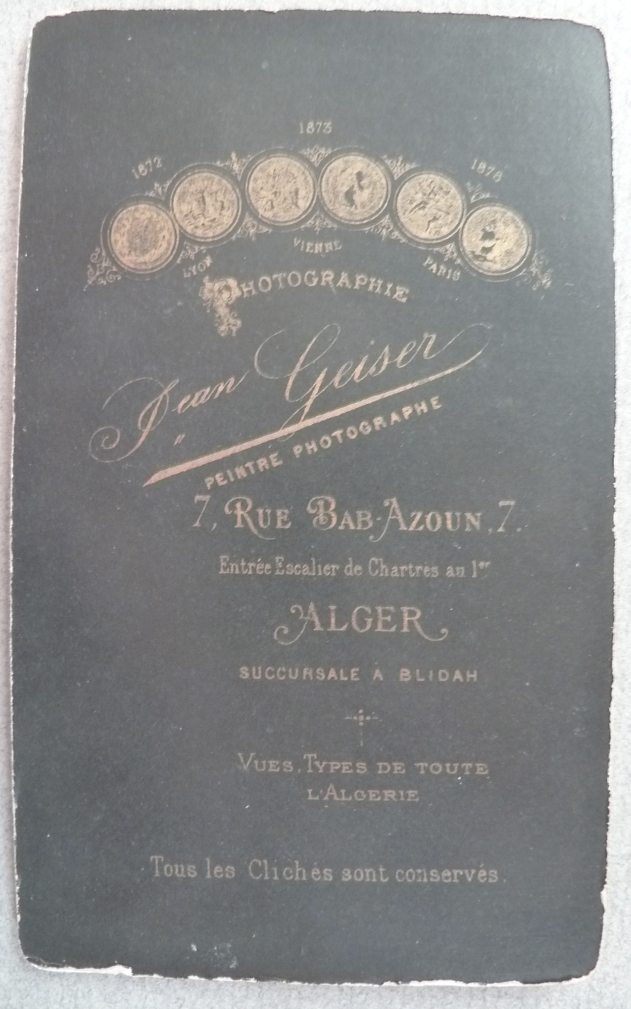 1872 1873 1878
LYON VIENNE PARIS
PHOTOGRAPHIE
Jean Geiser
PEINTRE PHOTOGRAPHE
7, RUE BAB-AZOUN, 7.
Entrée Escalier de Chartres au 1er
ALGER
SUCCURSALE A BLIDAH
VUES, TYPES DE TOUTE
L'ALGERIE
Tous les Clichés sont conservés.